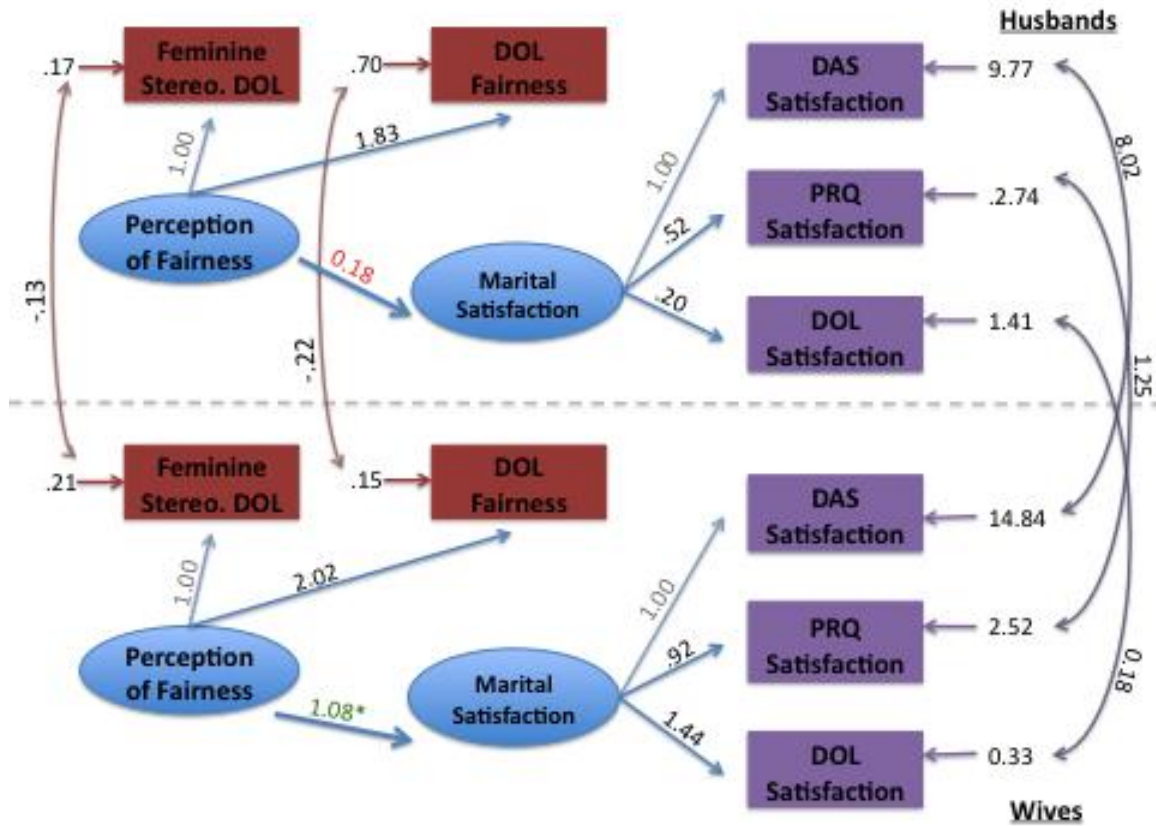 Husbands
.17
Feminine
Stereo. DOL
.70
DOL
Fairness
DAS
Satisfaction
9.77
1.00
1.83
1.00
8.02
Perception
of Fairness
0.18
Marital
Satisfaction
.52
PRQ
Satisfaction
.2.74
.20
DOL
Satisfaction
1.41
-.13
-.22
1.25
.21
Feminine
Stereo. DOL
.15
DOL
Fairness
DAS
Satisfaction
14.84
1.00
2.02
1.00
Perception
of Fairness
1.08*
Marital
Satisfaction
.92
PRQ
Satisfaction
2.52
0.18
1.44
DOL
Satisfaction
0.33
Wives